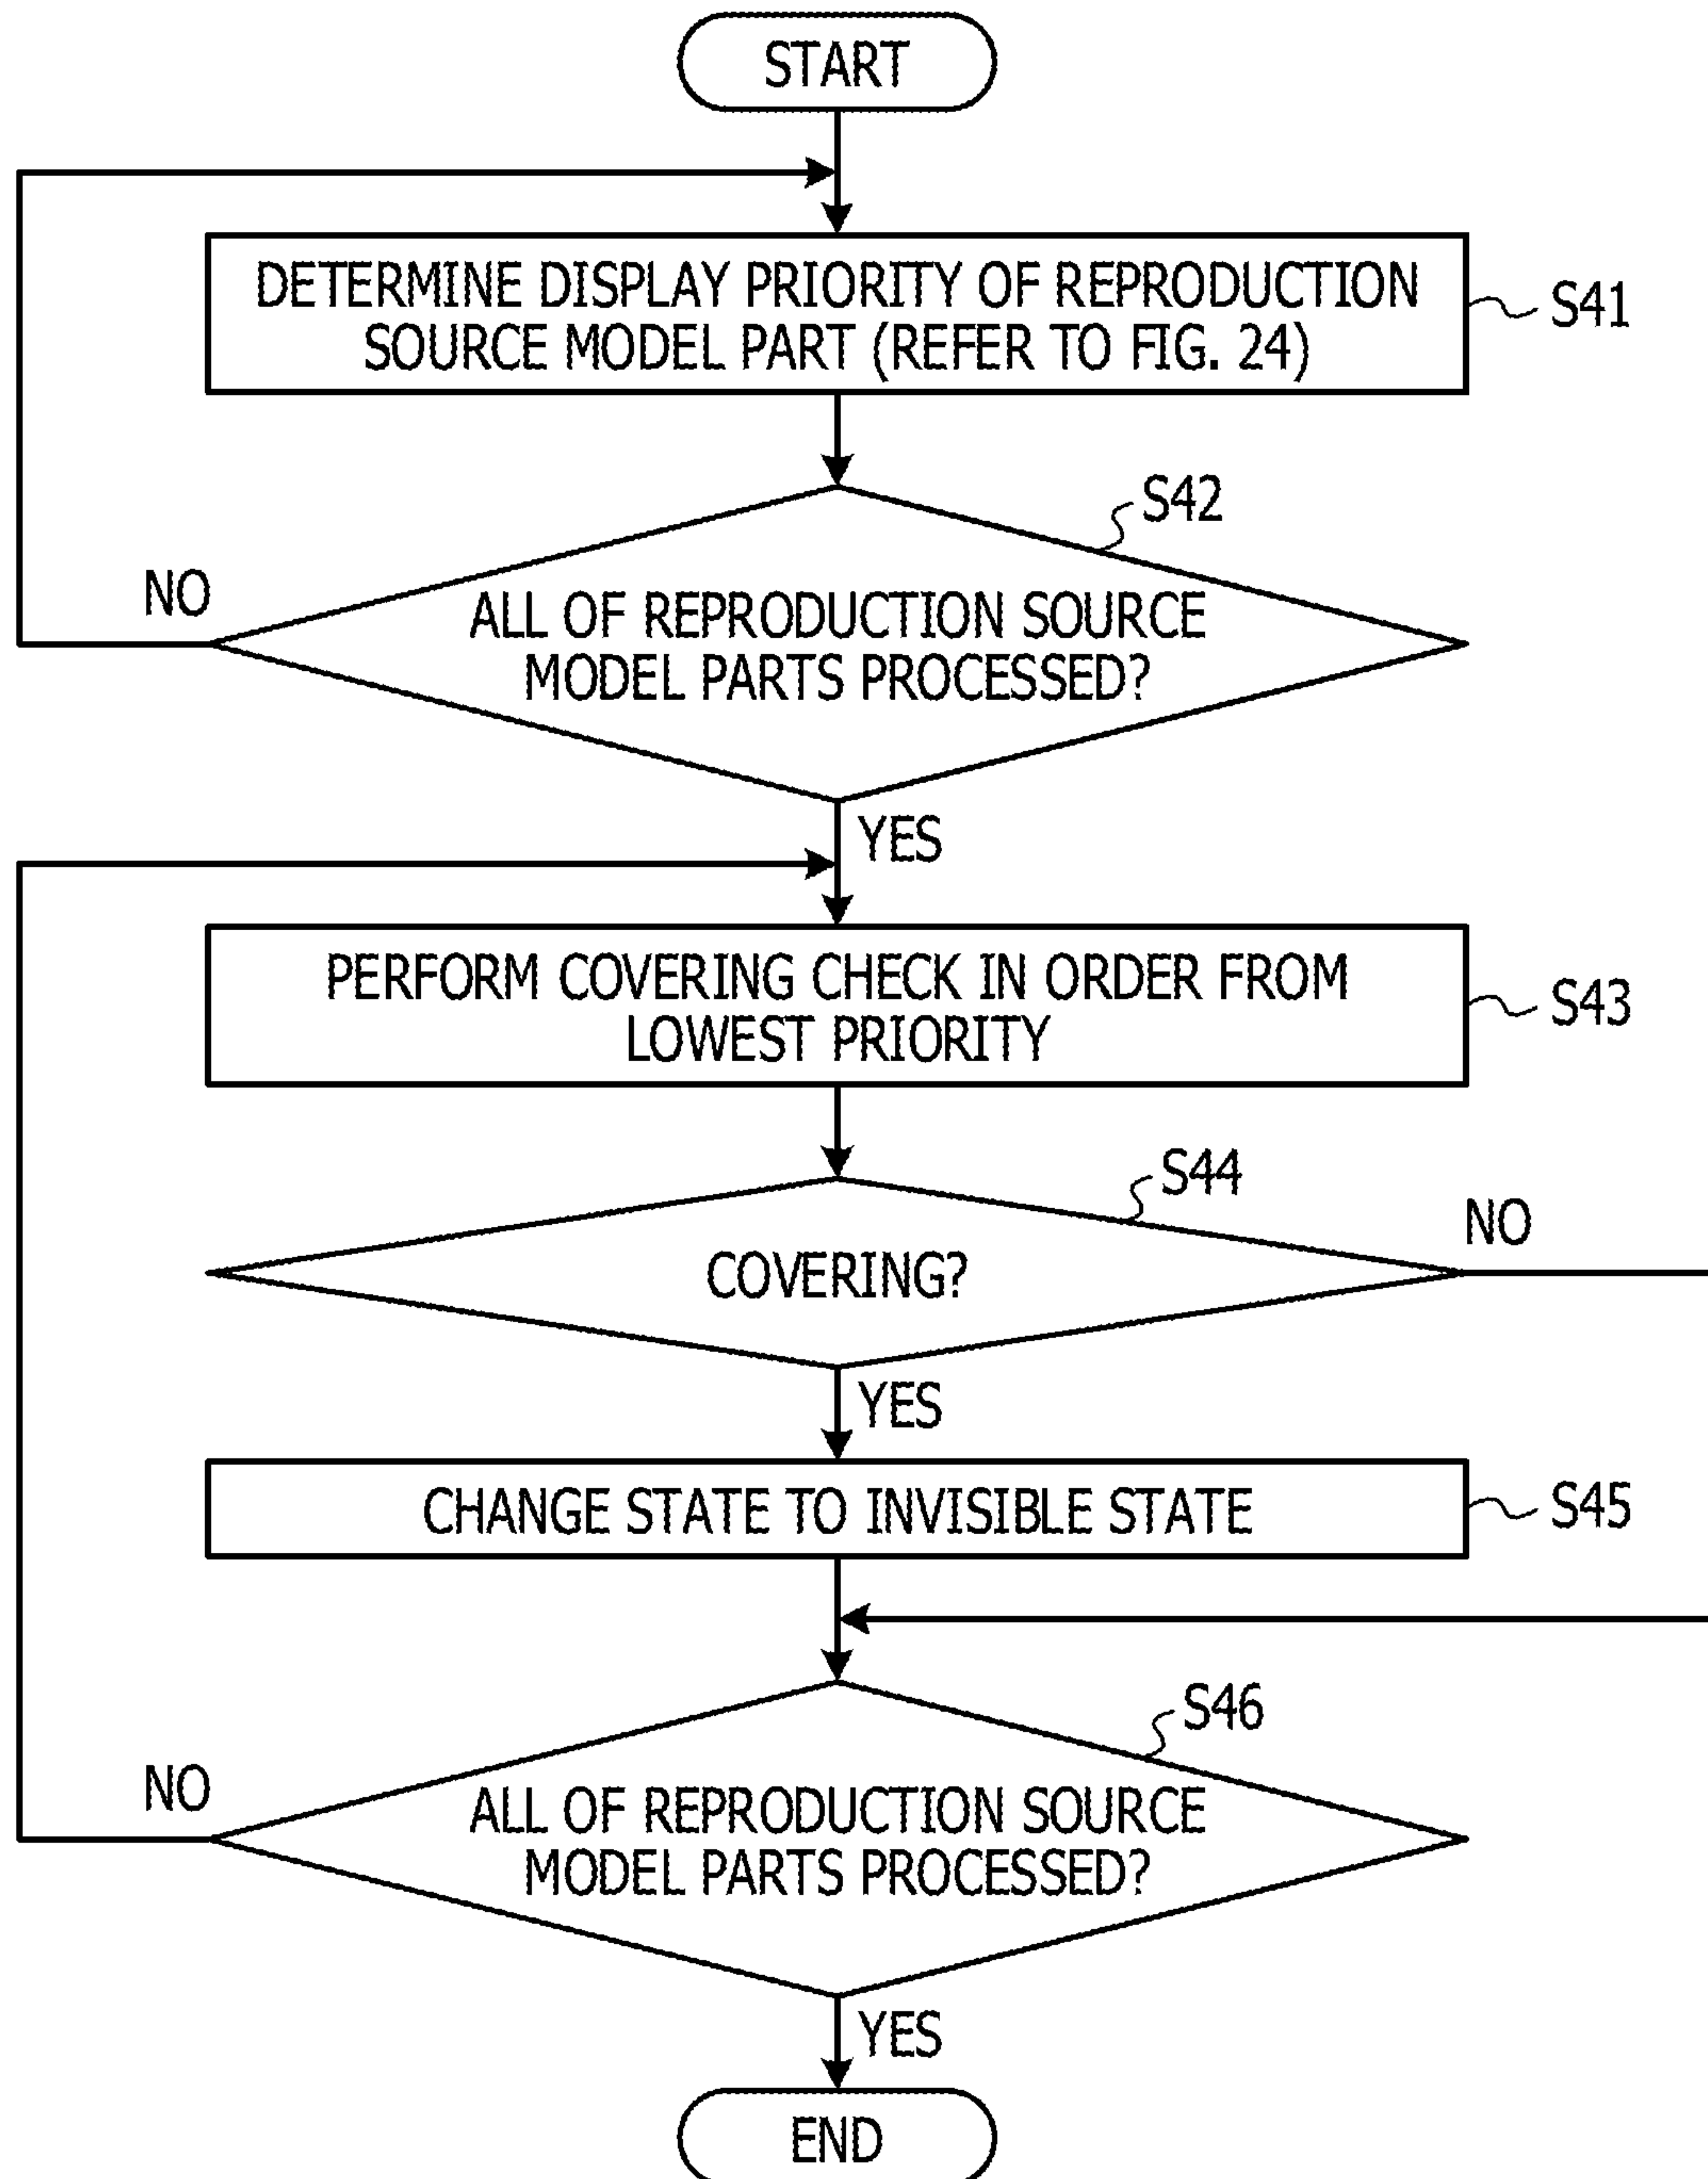 START
DETERMINE DISPLAY PRIORITY OF REPRODUCTION
SOURCE MODEL PART (REFER TO FIG. 24)
S41
S42
NO
ALL OF REPRODUCTION SOURCE
MODEL PARTS PROCESSED?
YES
PERFORM COVERING CHECK IN ORDER FROM
LOWEST PRIORITY
S43
S44
NO
COVERING?
YES
CHANGE STATE TO INVISIBLE STATE
S45
S46
NO
ALL OF REPRODUCTION SOURCE
MODEL PARTS PROCESSED?
YES
END